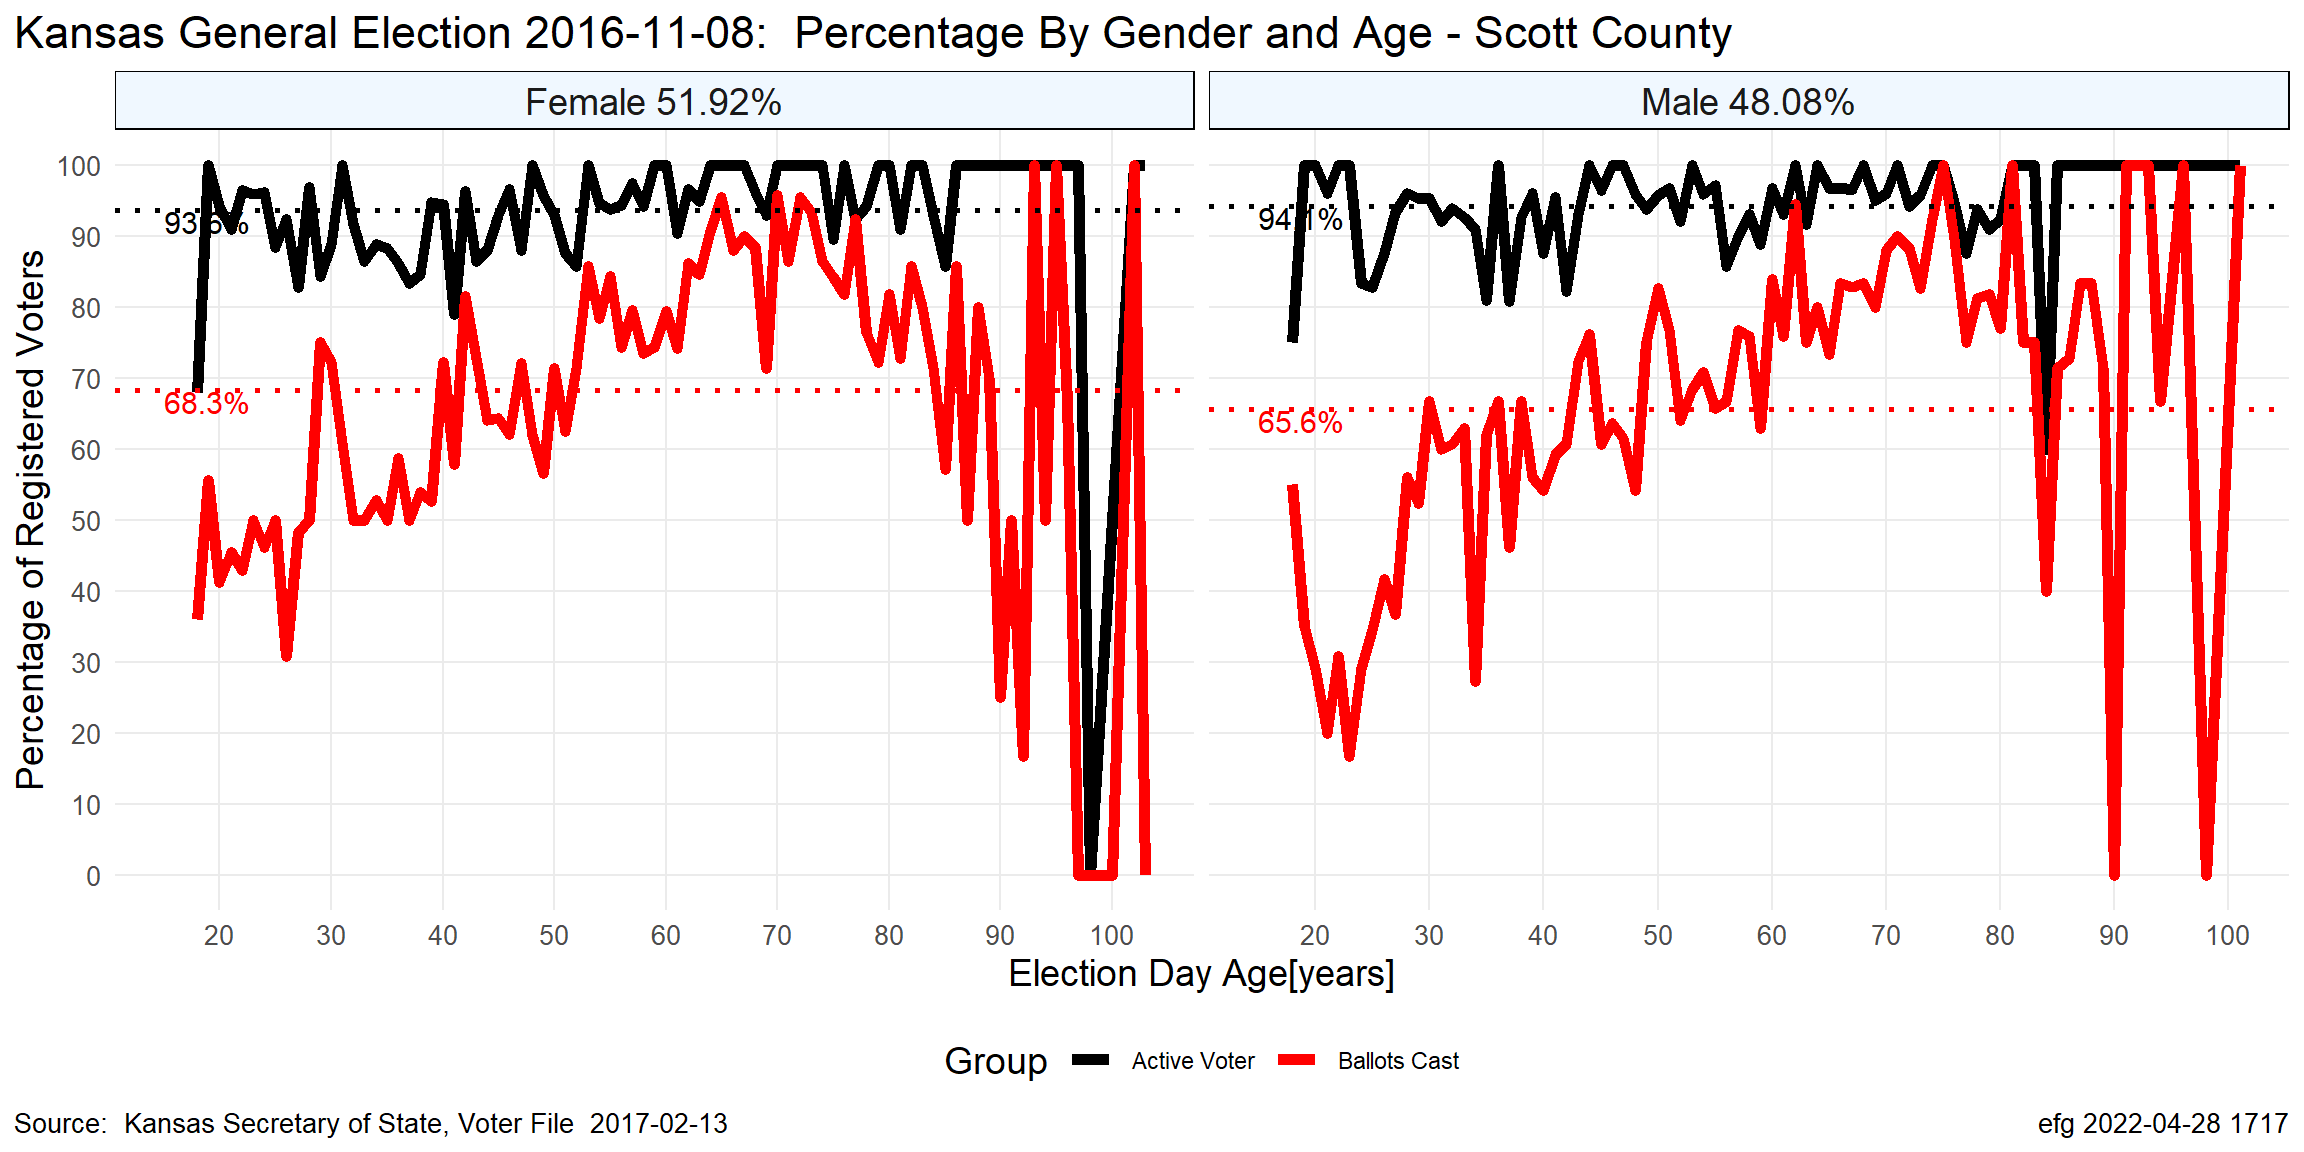 Kansas General Election 2016-11-08:  Percentage By Gender and Age - Scott County
Female 51.92%
Male 48.08%
Percentage of Registered Voters
100
90
80
70
60
50
40
30
20
10
0
93.6%
68.3%
94.1%
65.6%
20 30 40 50 60 70 80 90 100
20 30 40 50 60 70 80 90 100
Election Day Age[years]
Group Active Voter Ballots Cast
Source:  Kansas Secretary of State, Voter File  2017-02-13
efg 2022-04-28 1717